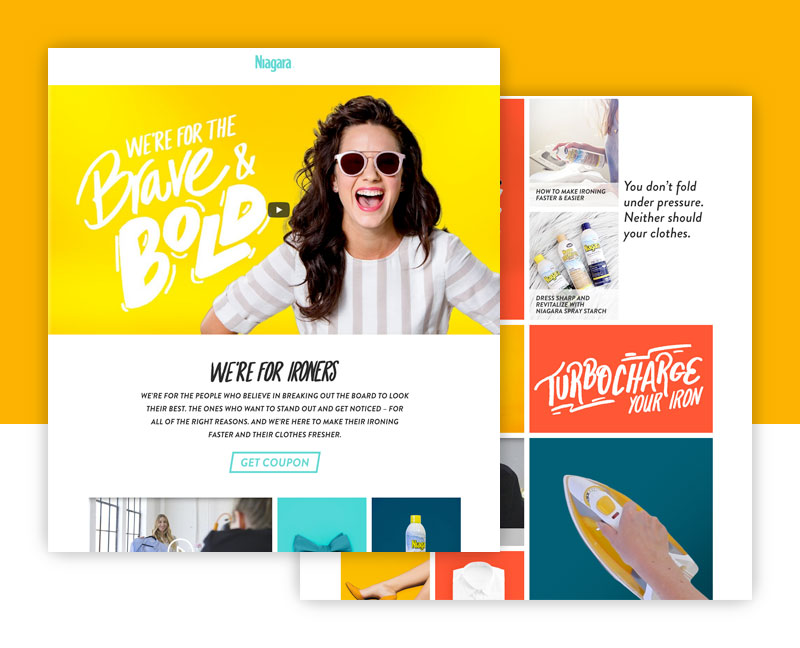 Niagara
WE'RE FOR THE
Brave &
BOLD
WE'RE FOR IRONERS
WE'RE FOR THE PEOPLE WHO BELIEVE IN BREAKING OUT THE BOARD TO LOOK
THEIR BEST. THE ONES WHO WANT TO STAND OUT AND GET NOTICED – FOR
ALL OF THE RIGHT REASONS. AND WE'RE HERE TO MAKE THEIR IRONING
FASTER AND THEIR CLOTHES FRESHER.
GET COUPON
HOW TO MAKE IRONING
FASTER & EASIER
You don't fold
under pressure.
Neither should
your clothes.
DRESS SHARP AND
REVITALIZE WITH
NIAGARA SPRAY STARCH
TURBOCHARGE
YOUR IRON